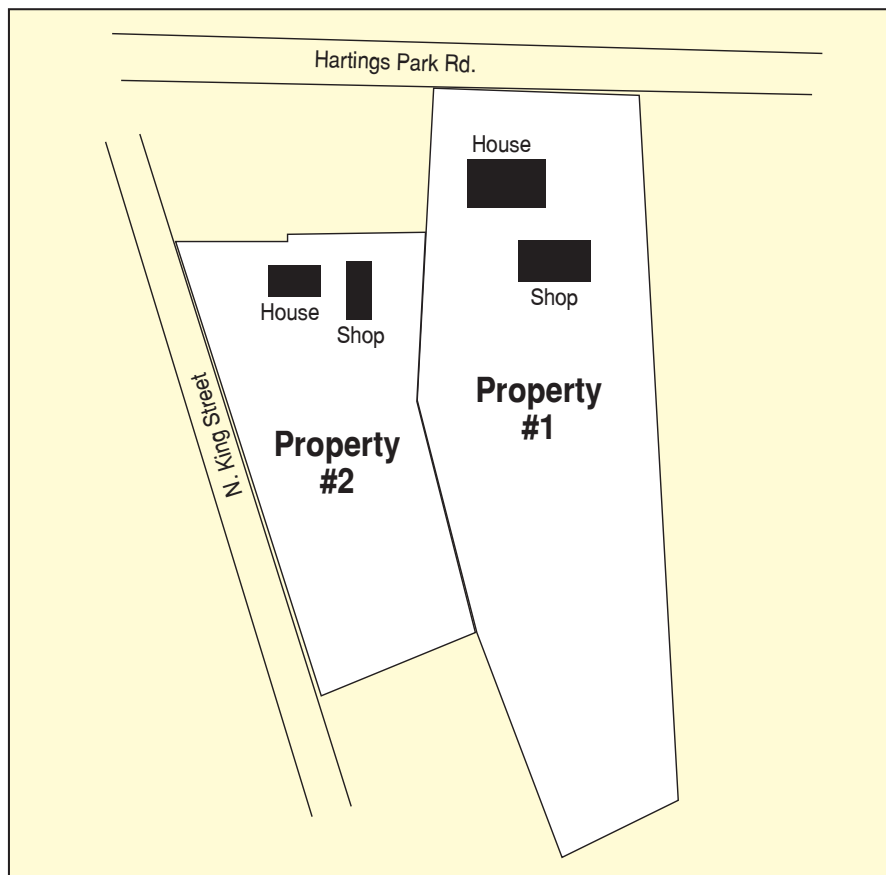 Hartings Park Rd.
House
Shop
Property
#1
House
Shop
Property
#2
N. King Street